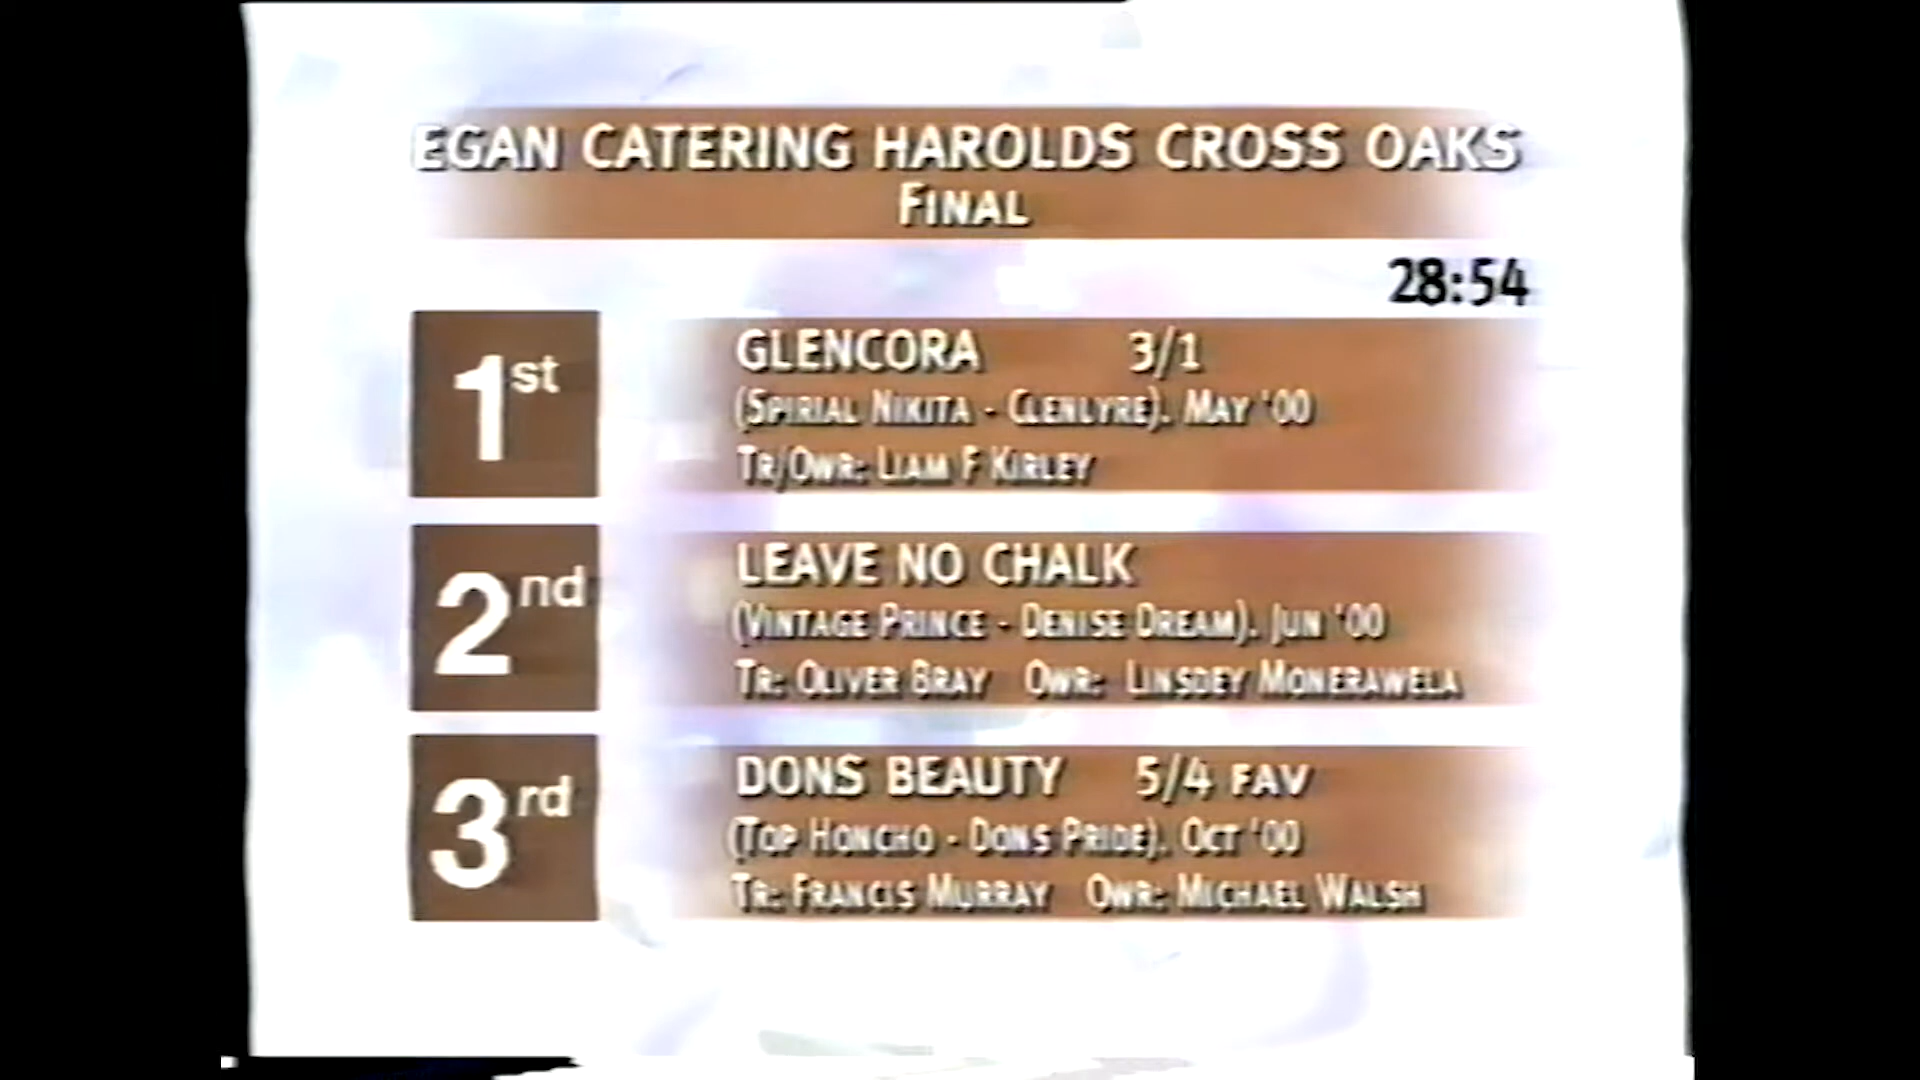 EGAN CATERING HAROLDS CROSS OAKS
FINAL
28:54
1st
GLENCORA 3/1
(SPIRIAL NIKITA - GLENLYRE). MAY '00
TR/OWR: LIAM F KIRLEY
2nd
LEAVE NO CHALK
(VINTAGE PRINCE - DENISE DREAM). JUN '00
TR: OLIVER BRAY OWR: LINSDEY MONERAWELA
3rd
DONS BEAUTY 5/4 FAV
(TOP HONCHO - DONS PRIDE). OCT '00
TR: FRANCIS MURRAY OWR: MICHAEL WALSH